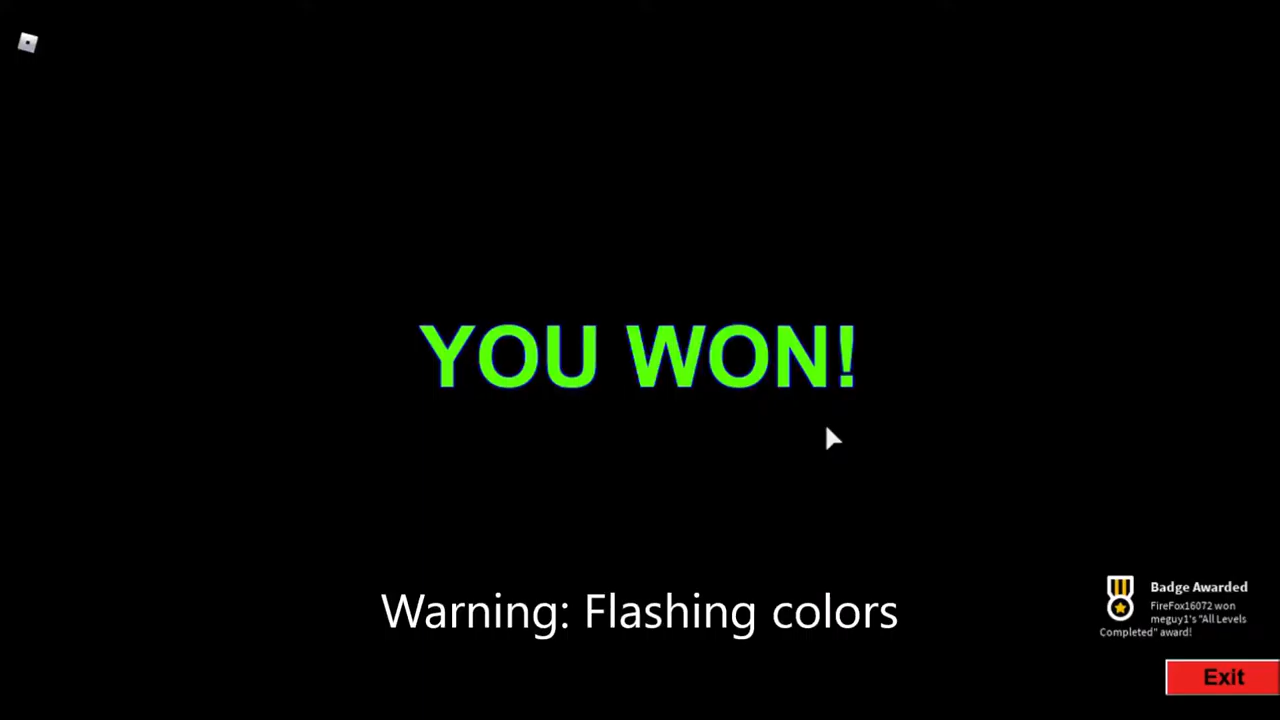 YOU WON!
Warning: Flashing colors
Badge Awarded
FireFox16072 won
meguy1's "All Levels
Completed" award!
Exit